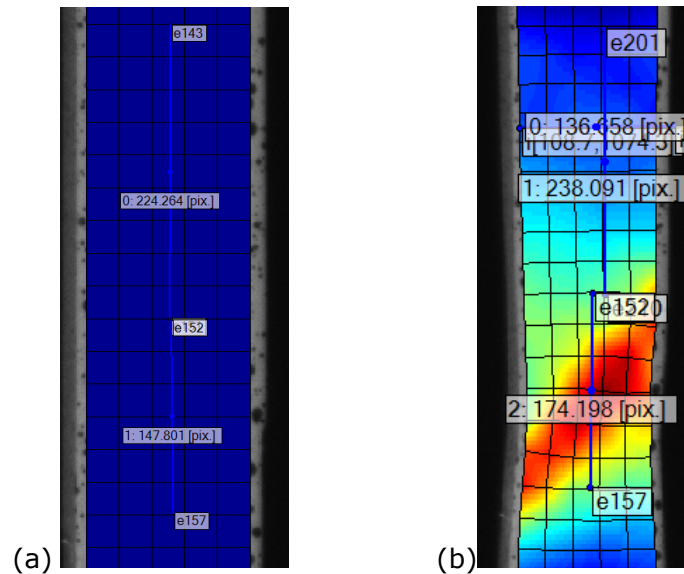 e143
0: 224.264 [pix.]
e152
1: 147.801 [pix.]
e157
(a)
e201
0: 136.658 [pix.]
1: 238.091 [pix.]
e152
2: 174.198 [pix.]
e157
(b)